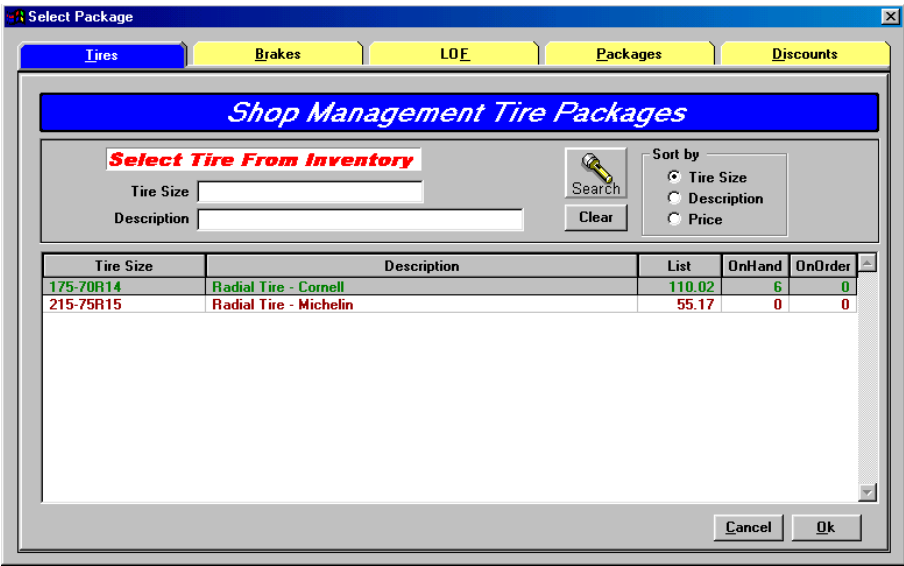 Select Package
Tires Brakes LOF Packages Discounts
Shop Management Tire Packages
Select Tire From Inventory
Tire Size
Description
Search
Clear
Sort by
Tire Size
Description
Price
Tire Size Description List OnHand OnOrder
175-70R14 Radial Tire - Cornell 110.02 6 0
215-75R15 Radial Tire - Michelin 55.17 0 0
Cancel Ok